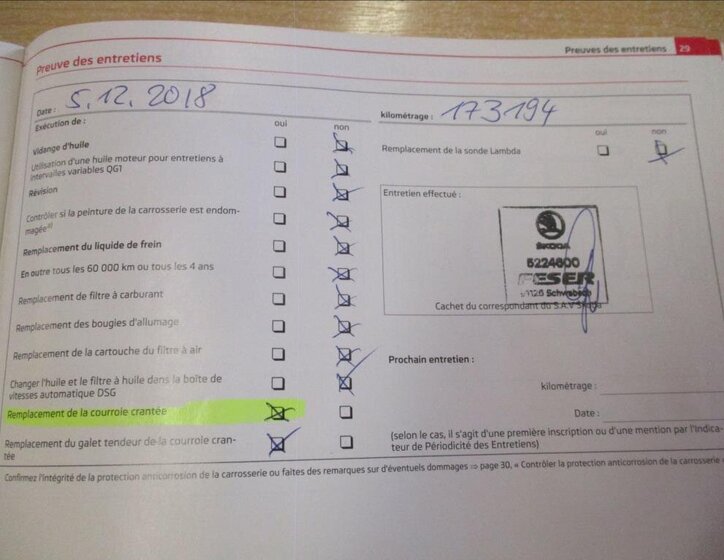 Preuves des entretiens 29
Preuve des entretiens
Date : 5.12.2018
kilométrage : 173194
Exécution de :
oui non
Vidange d'huile
Utilisation d'une huile moteur pour entretiens à
intervalles variables QG1
Révision
Contrôler si la peinture de la carrosserie est endom-
magée
Remplacement du liquide de frein
En outre tous les 60 000 km ou tous les 4 ans
Remplacement de filtre à carburant
Remplacement des bougies d'allumage
Remplacement de la cartouche du filtre à air
Changer l'huile et le filtre à huile dans la boîte de
vitesses automatique DSG
Remplacement de la courroie crantée
Remplacement du galet tendeur de la courroie cran-
tée
oui non
Remplacement de la sonde Lambda
Entretien effectué :
ŠKODA
6224600
FESER
Schwabach
Cachet du correspondant du S.A.V.
Prochain entretien :
kilométrage :
Date :
(selon le cas, il s'agit d'une première inscription ou d'une mention par l'Indica-
teur de Périodicité des Entretiens)
Confirmez l'intégrité de la protection anticorrosion de la carrosserie ou faites des remarques sur d'éventuels dommages ⇒ page 30, « Contrôler la protection anticorrosion de la carrosserie